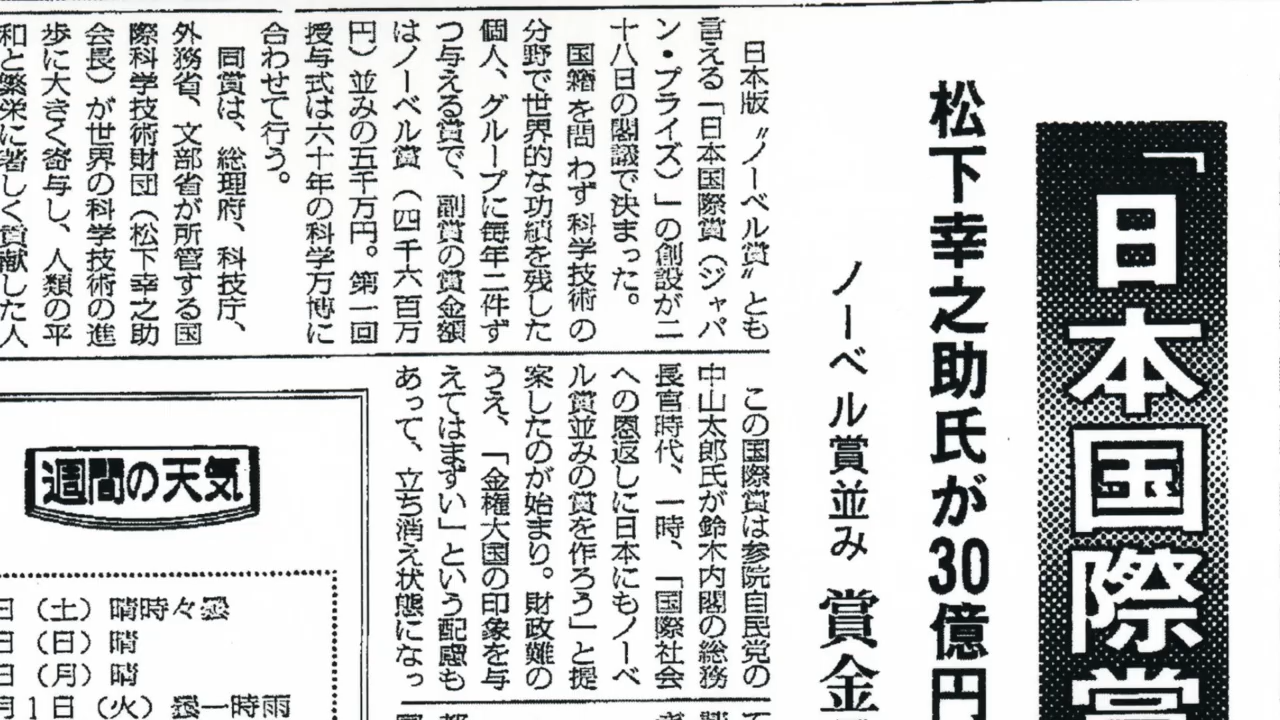 「日本国際賞
松下幸之助氏が30億円
ノーベル賞並み 賞金
日本版〝ノーベル賞〟とも
言える「日本国際賞(ジャパ
ン・プライズ)」の創設が二
十八日の閣議で決まった。
国籍を問わず科学技術の
分野で世界的な功績を残した
個人、グループに毎年二件ず
つ与える賞で、副賞の賞金額
はノーベル賞(四千六百万
円)並みの五千万円。第一回
授与式は六十年の科学万博に
合わせて行う。
同賞は、総理府、科技庁、
外務省、文部省が所管する国
際科学技術財団(松下幸之助
会長)が世界の科学技術の進
歩に大きく寄与し、人類の平
和と繁栄に著しく貢献した人
この国際賞は参院自民党の
中山太郎氏が鈴木内閣の総務
長官時代、一時、「国際社会
への恩返しに日本にもノーベ
ル賞並みの賞を作ろう」と提
案したのが始まり。財政難の
うえ、「金権大国の印象を与
えてはまずい」という配慮も
あって、立ち消え状態になっ
週間の天気
日(土)晴時々曇
日(日)晴
日(月)晴
月1日(火)曇一時雨